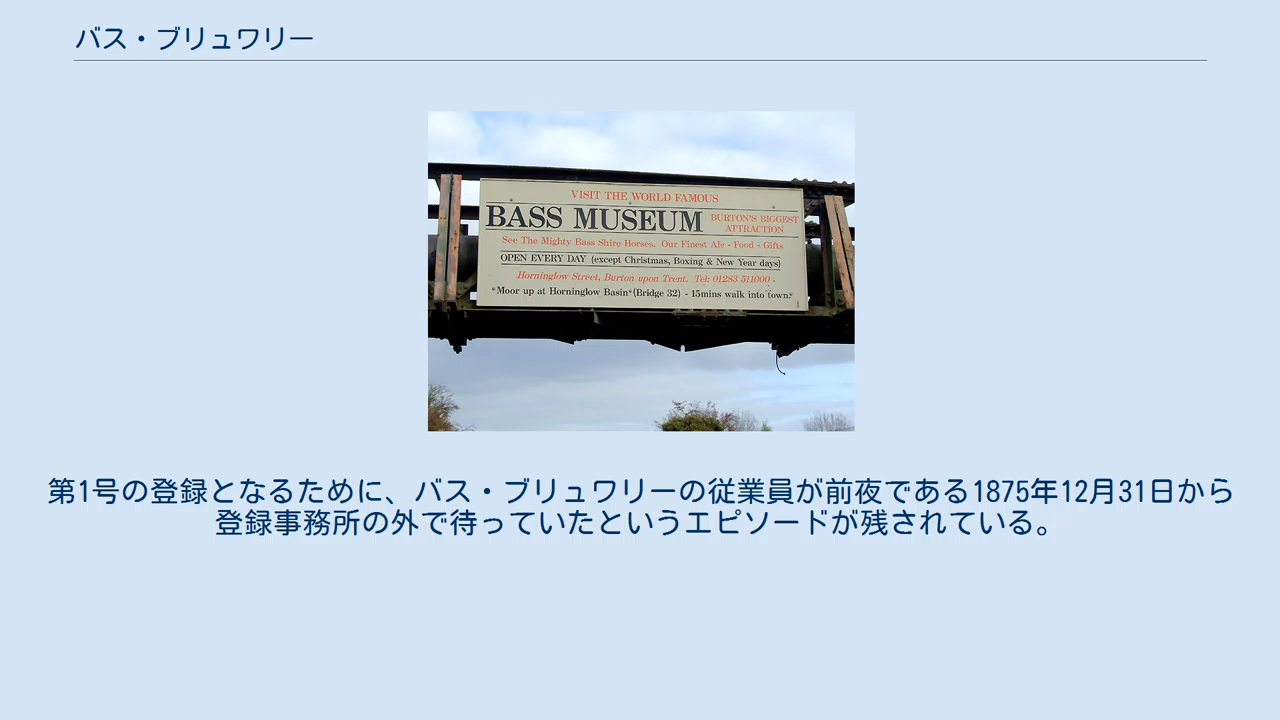 バス・ブリュワリー
VISIT THE WORLD FAMOUS
BASS MUSEUM BURTON'S BIGGEST ATTRACTION
See The Mighty Bass Shire Horses. Our Finest Ale - Food - Gifts
OPEN EVERY DAY (except Christmas, Boxing & New Year days)
Horninglow Street, Burton upon Trent. Tel: 01283 511000
*Moor up at Horninglow Basin*(Bridge 32) - 15mins walk into town.*
第1号の登録となるために、バス・ブリュワリーの従業員が前夜である1875年12月31日から
登録事務所の外で待っていたというエピソードが残されている。